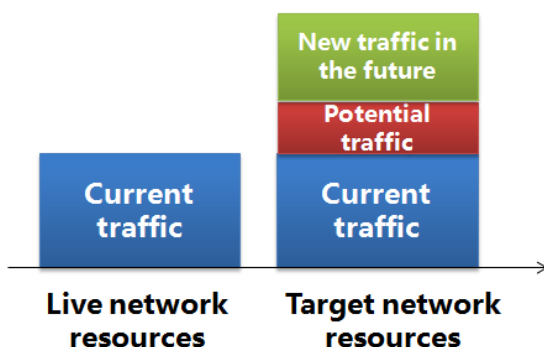 New traffic in
the future
Potential
traffic
Current
traffic
Current
traffic
Live network
resources
Target network
resources